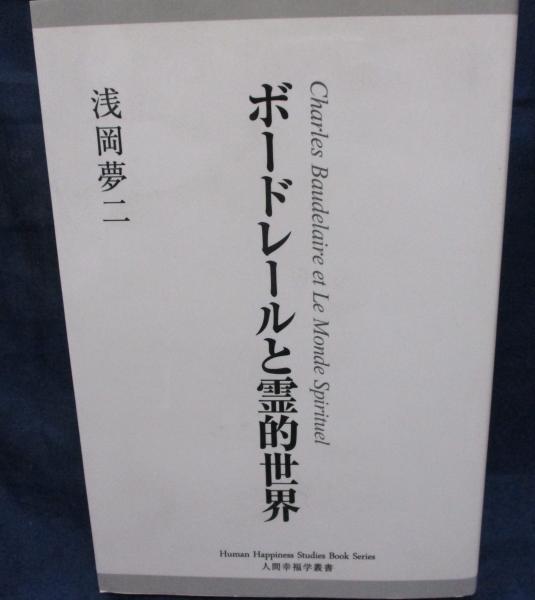 Charles Baudelaire et Le Monde Spirituel
ボードレールと霊的世界
浅岡夢二
Human Happiness Studies Book Series
人間幸福学叢書